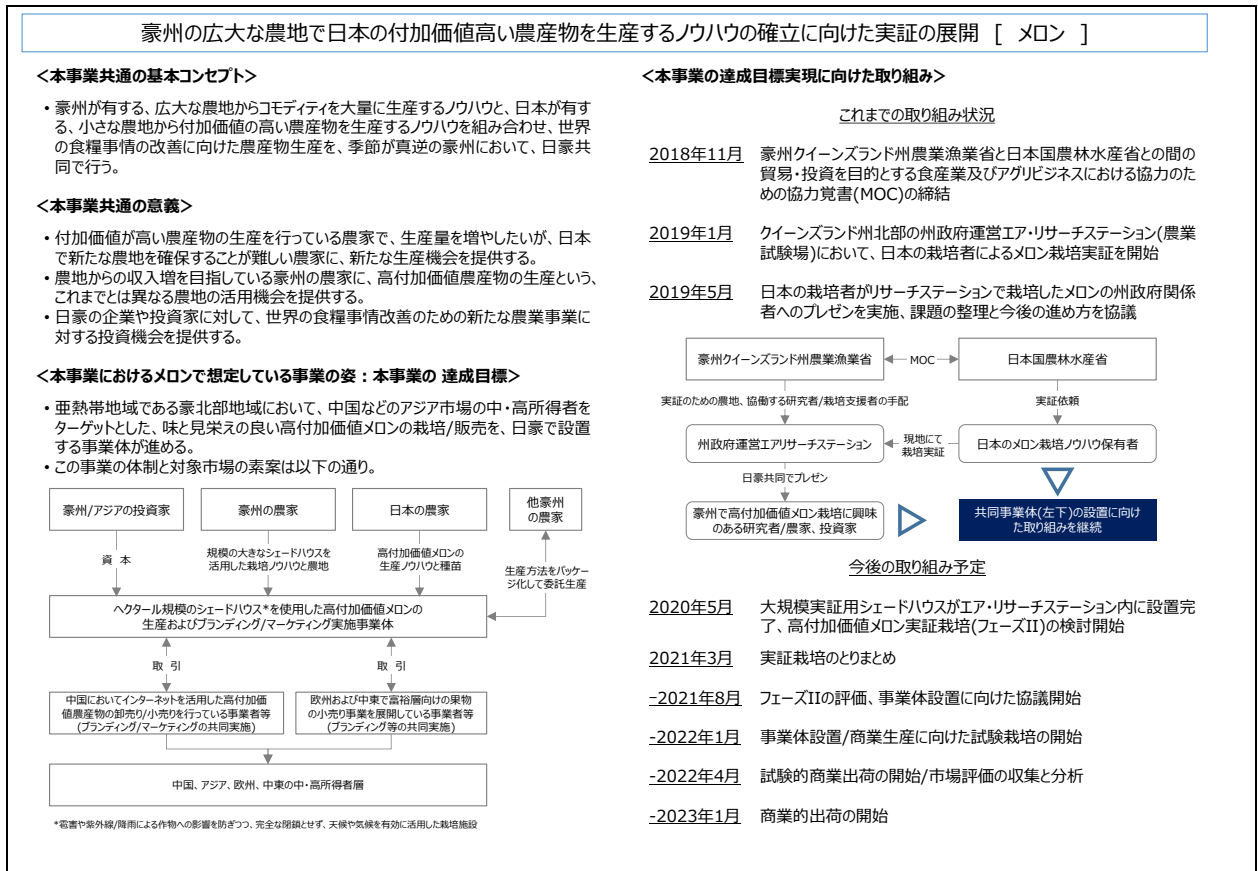 豪州の広大な農地で日本の付加価値高い農産物を生産するノウハウの確立に向けた実証の展開 [ メロン ]
<本事業共通の基本コンセプト>
・豪州が有する、広大な農地からコモディティを大量に生産するノウハウと、日本が有す
る、小さな農地から付加価値の高い農産物を生産するノウハウを組み合わせ、世界
の食糧事情の改善に向けた農産物生産を、季節が真逆の豪州において、日豪共
同で行う。
<本事業共通の意義>
・付加価値が高い農産物の生産を行っている農家で、生産量を増やしたいが、日本
で新たな農地を確保することが難しい農家に、新たな生産機会を提供する。
・農地からの収入増を目指している豪州の農家に、高付加価値農産物の生産という、
これまでとは異なる農地の活用機会を提供する。
・日豪の企業や投資家に対して、世界の食糧事情改善のための新たな農業事業に
対する投資機会を提供する。
<本事業におけるメロンで想定している事業の姿:本事業の 達成目標>
・亜熱帯地域である豪北部地域において、中国などのアジア市場の中・高所得者を
ターゲットとした、味と見栄えの良い高付加価値メロンの栽培/販売を、日豪で設置
する事業体が進める。
・この事業の体制と対象市場の素案は以下の通り。
豪州/アジアの投資家
豪州の農家
日本の農家
他豪州
の農家
資 本
規模の大きなシェードハウスを
活用した栽培ノウハウと農地
高付加価値メロンの
生産ノウハウと種苗
生産方法をパッケー
ジ化して委託生産
ヘクタール規模のシェードハウス*を使用した高付加価値メロンの
生産およびブランディング/マーケティング実施事業体
取 引
取 引
中国においてインターネットを活用した高付加価
値農産物の卸売り/小売りを行っている事業者等
(ブランディング/マーケティングの共同実施)
欧州および中東で富裕層向けの果物
の小売り事業を展開している事業者等
(ブランディング等の共同実施)
中国、アジア、欧州、中東の中・高所得者層
*雹害や紫外線/降雨による作物への影響を防ぎつつ、完全な閉鎖とせず、天候や気候を有効に活用した栽培施設
<本事業の達成目標実現に向けた取り組み>
これまでの取り組み状況
2018年11月 豪州クイーンズランド州農業漁業省と日本国農林水産省との間の
貿易・投資を目的とする食産業及びアグリビジネスにおける協力のた
めの協力覚書(MOC)の締結
2019年1月 クイーンズランド州北部の州政府運営エア・リサーチステーション(農業
試験場)において、日本の栽培者によるメロン栽培実証を開始
2019年5月 日本の栽培者がリサーチステーションで栽培したメロンの州政府関係
者へのプレゼンを実施、課題の整理と今後の進め方を協議
豪州クイーンズランド州農業漁業省
MOC
日本国農林水産省
実証のための農地、協働する研究者/栽培支援者の手配
実証依頼
州政府運営エアリサーチステーション
現地にて
栽培実証
日本のメロン栽培ノウハウ保有者
日豪共同でプレゼン
豪州で高付加価値メロン栽培に興味
のある研究者/農家、投資家
共同事業体(左下)の設置に向け
た取り組みを継続
今後の取り組み予定
2020年5月 大規模実証用シェードハウスがエア・リサーチステーション内に設置完
了、高付加価値メロン実証栽培(フェーズII)の検討開始
2021年3月 実証栽培のとりまとめ
-2021年8月 フェーズIIの評価、事業体設置に向けた協議開始
-2022年1月 事業体設置/商業生産に向けた試験栽培の開始
-2022年4月 試験的商業出荷の開始/市場評価の収集と分析
-2023年1月 商業的出荷の開始